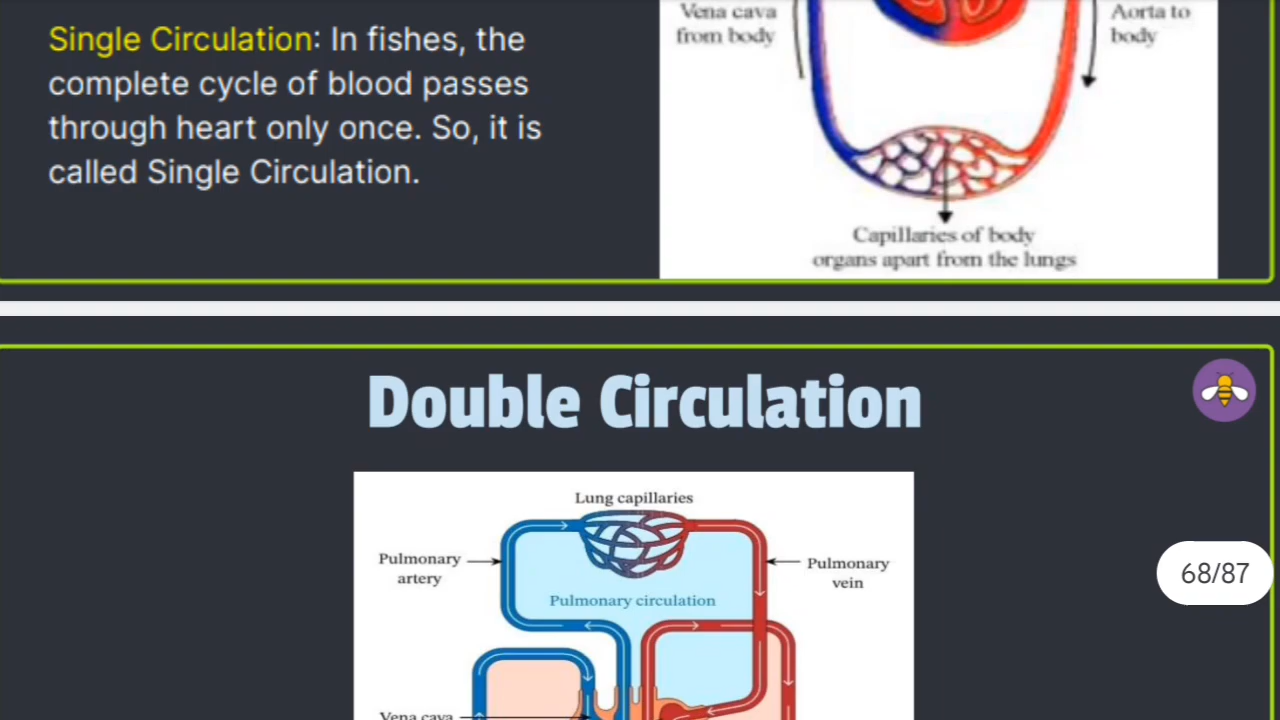 Single Circulation: In fishes, the
complete cycle of blood passes
through heart only once. So, it is
called Single Circulation.
Vena cava
from body
Aorta to
body
Capillaries of body
organs apart from the lungs
Double Circulation
Lung capillaries
Pulmonary
artery
Pulmonary
vein
Pulmonary circulation
Vena cava
68/87